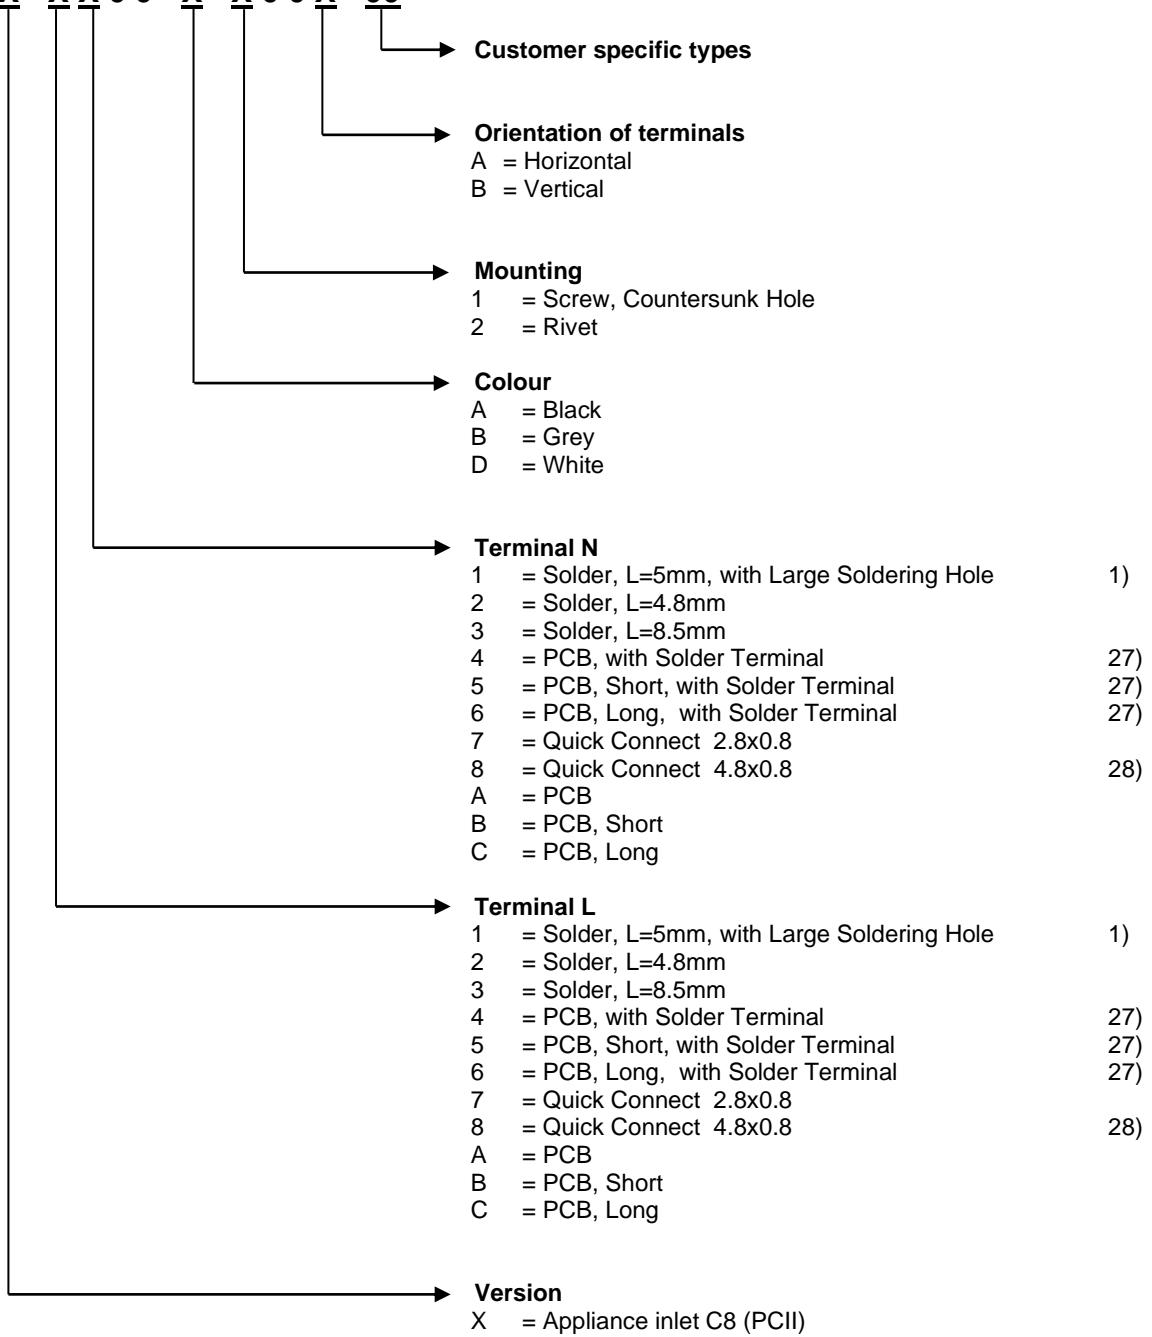 Customer specific types
Orientation of terminals
A = Horizontal
B = Vertical
Mounting
1 = Screw, Countersunk Hole
2 = Rivet
Colour
A = Black
B = Grey
D = White
Terminal N
1 = Solder, L=5mm, with Large Soldering Hole 1)
2 = Solder, L=4.8mm
3 = Solder, L=8.5mm
4 = PCB, with Solder Terminal 27)
5 = PCB, Short, with Solder Terminal 27)
6 = PCB, Long, with Solder Terminal 27)
7 = Quick Connect 2.8x0.8
8 = Quick Connect 4.8x0.8 28)
A = PCB
B = PCB, Short
C = PCB, Long
Terminal L
1 = Solder, L=5mm, with Large Soldering Hole 1)
2 = Solder, L=4.8mm
3 = Solder, L=8.5mm
4 = PCB, with Solder Terminal 27)
5 = PCB, Short, with Solder Terminal 27)
6 = PCB, Long, with Solder Terminal 27)
7 = Quick Connect 2.8x0.8
8 = Quick Connect 4.8x0.8 28)
A = PCB
B = PCB, Short
C = PCB, Long
Version
X = Appliance inlet C8 (PCII)